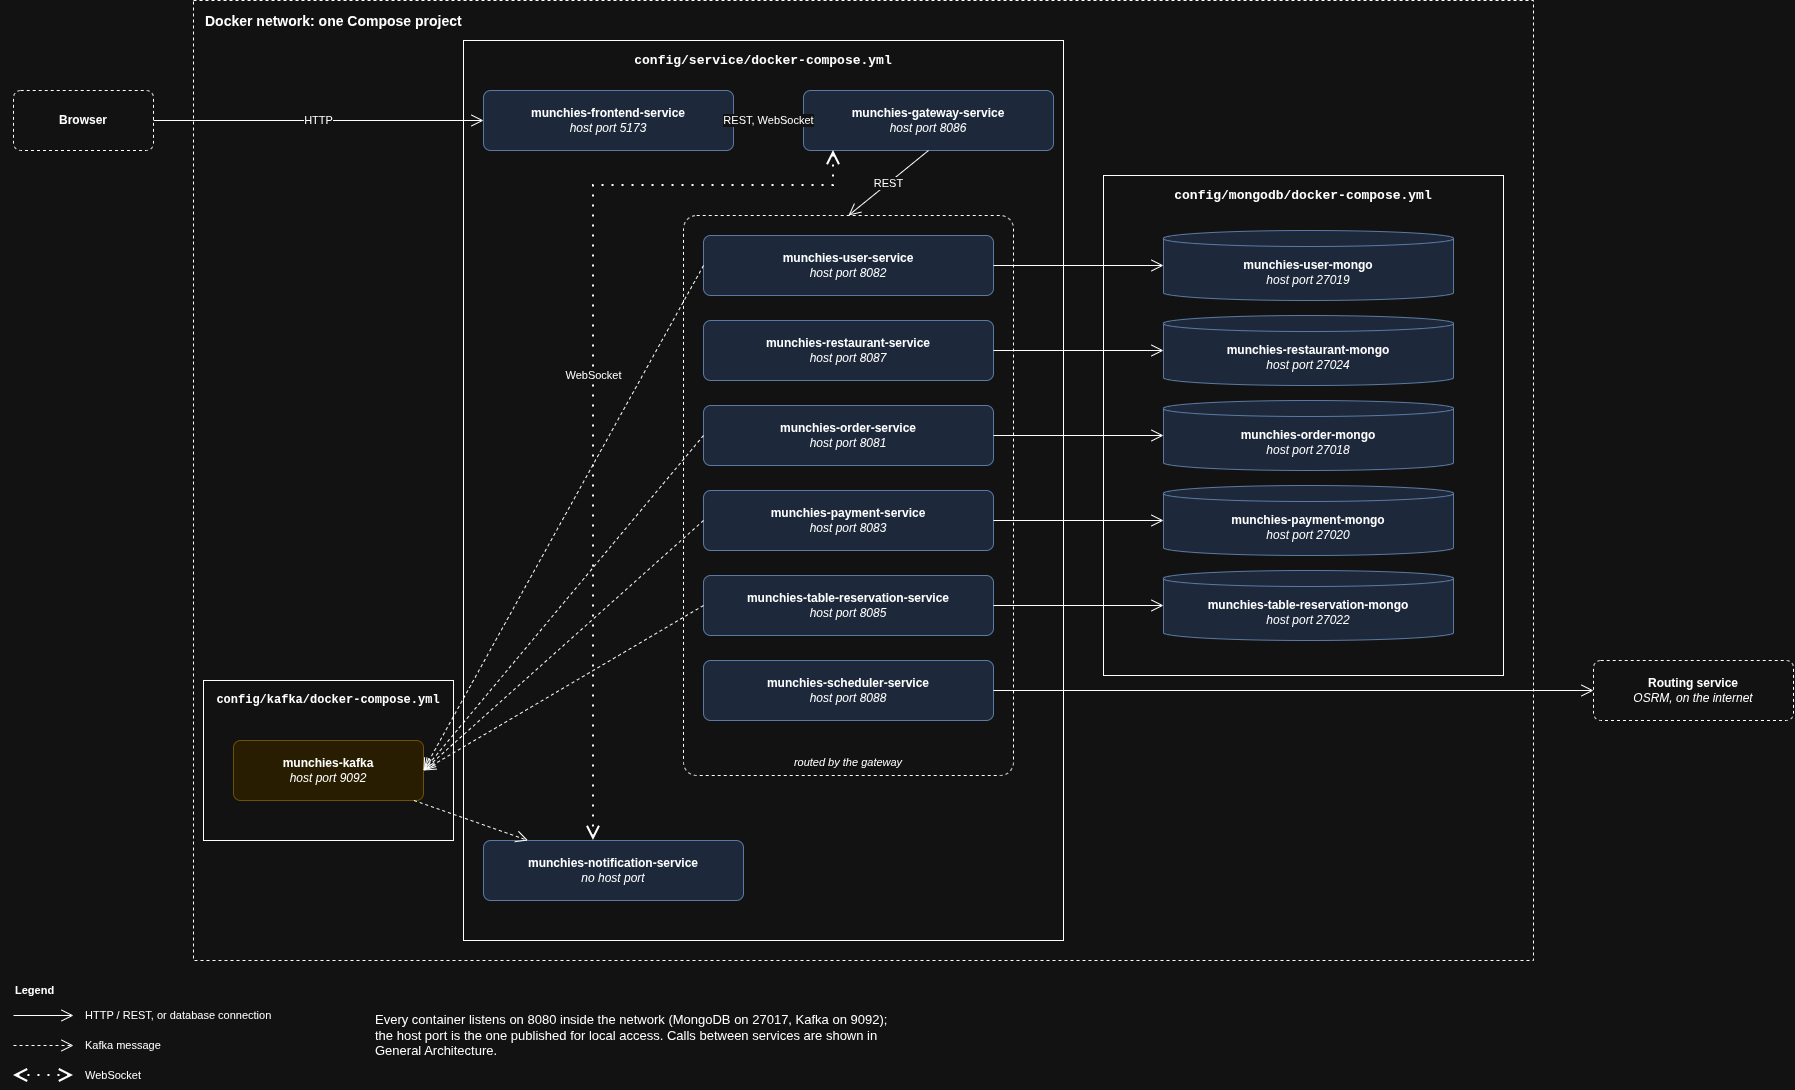 Docker network: one Compose project
config/service/docker-compose.yml
Browser
HTTP
munchies-frontend-service
host port 5173
REST, WebSocket
munchies-gateway-service
host port 8086
REST
config/mongodb/docker-compose.yml
munchies-user-service
host port 8082
munchies-user-mongo
host port 27019
munchies-restaurant-service
host port 8087
munchies-restaurant-mongo
host port 27024
WebSocket
munchies-order-service
host port 8081
munchies-order-mongo
host port 27018
munchies-payment-service
host port 8083
munchies-payment-mongo
host port 27020
munchies-table-reservation-service
host port 8085
munchies-table-reservation-mongo
host port 27022
munchies-scheduler-service
host port 8088
Routing service
OSRM, on the internet
config/kafka/docker-compose.yml
munchies-kafka
host port 9092
routed by the gateway
munchies-notification-service
no host port
Legend
HTTP / REST, or database connection
Kafka message
WebSocket
Every container listens on 8080 inside the network (MongoDB on 27017, Kafka on 9092);
the host port is the one published for local access. Calls between services are shown in
General Architecture.